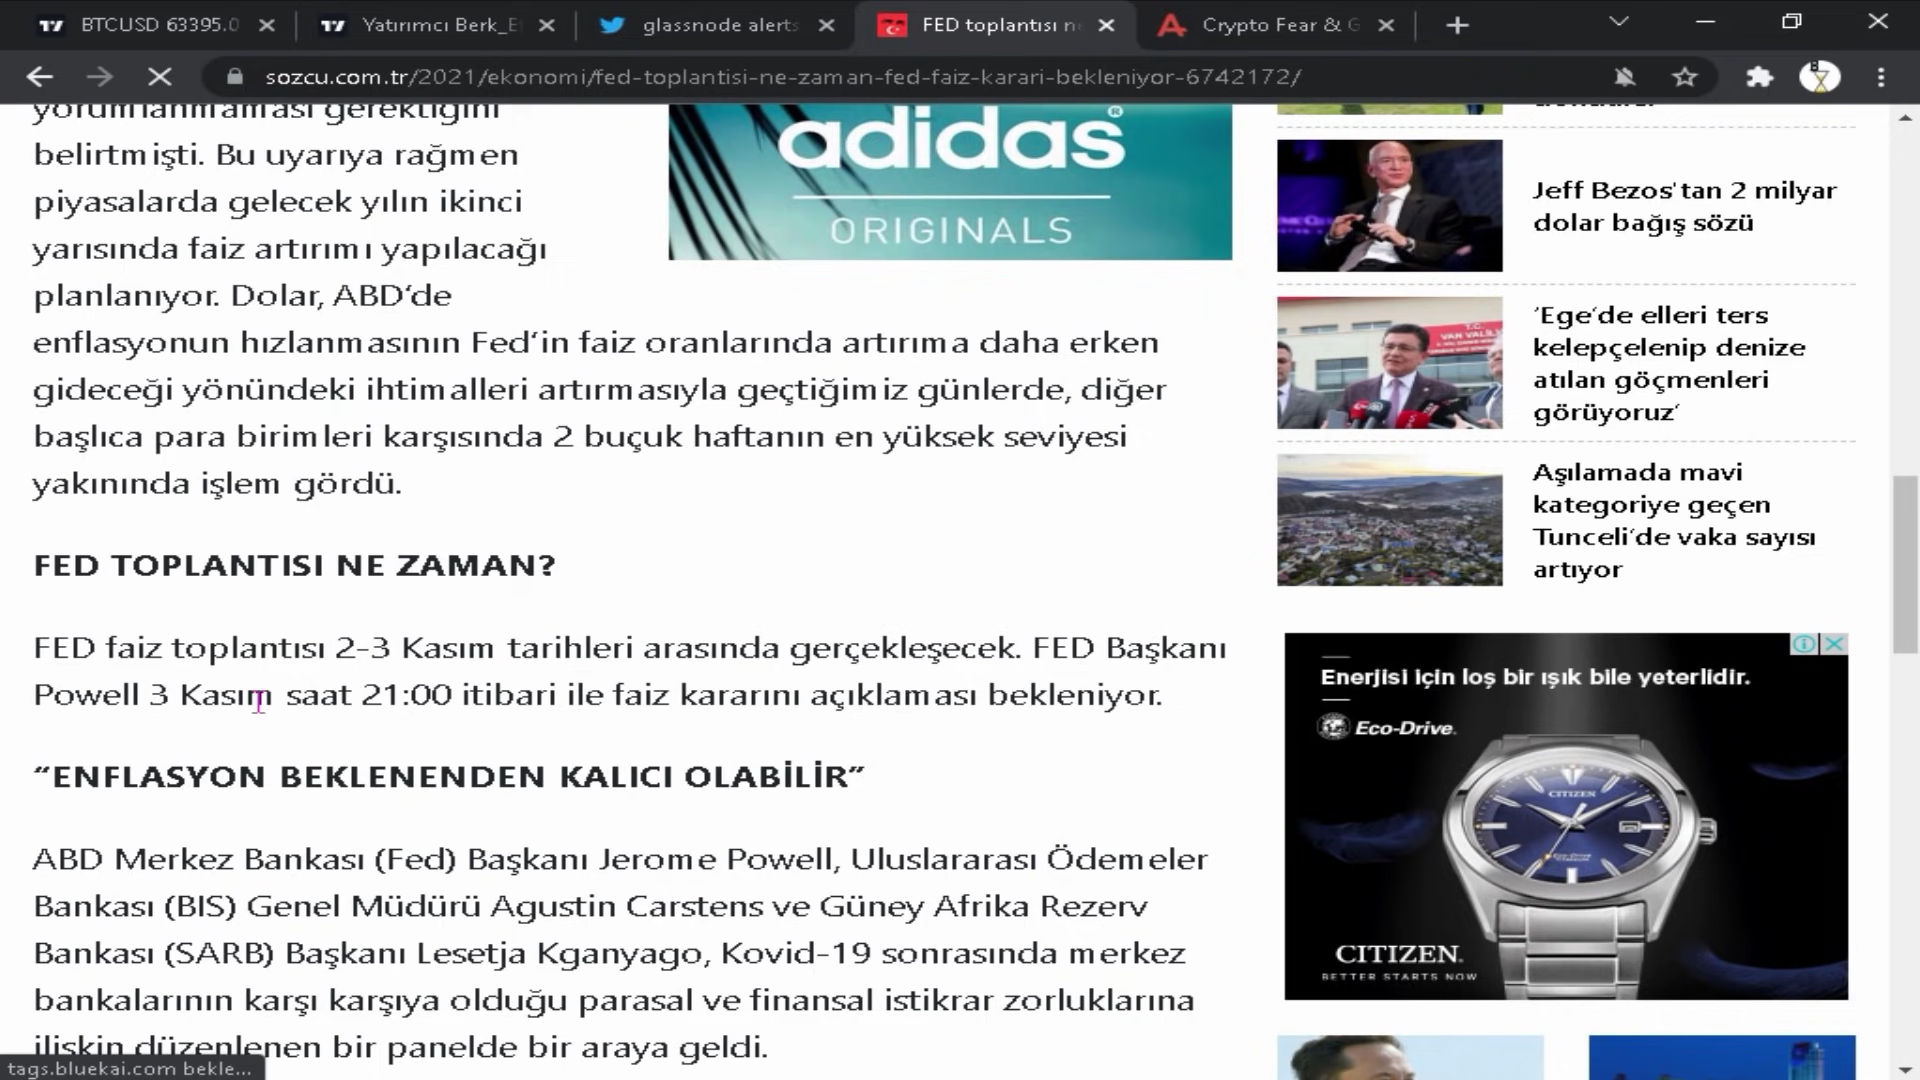 BTCUSD 63395.0
Yatırımcı Berk_E
glassnode alerts
FED toplantısı n
Crypto Fear & G
sozcu.com.tr/2021/ekonomi/fed-toplantisi-ne-zaman-fed-faiz-karari-bekleniyor-6742172/
yorumlanmaması gerektiğini
belirtmişti. Bu uyarıya rağmen
piyasalarda gelecek yılın ikinci
yarısında faiz artırımı yapılacağı
planlanıyor. Dolar, ABD’de
enflasyonun hızlanmasının Fed’in faiz oranlarında artırıma daha erken
gideceği yönündeki ihtimalleri artırmasıyla geçtiğimiz günlerde, diğer
başlıca para birimleri karşısında 2 buçuk haftanın en yüksek seviyesi
yakınında işlem gördü.
FED TOPLANTISI NE ZAMAN?
FED faiz toplantısı 2-3 Kasım tarihleri arasında gerçekleşecek. FED Başkanı
Powell 3 Kasım saat 21:00 itibari ile faiz kararını açıklaması bekleniyor.
“ENFLASYON BEKLENENDEN KALICI OLABİLİR”
ABD Merkez Bankası (Fed) Başkanı Jerome Powell, Uluslararası Ödemeler
Bankası (BIS) Genel Müdürü Agustin Carstens ve Güney Afrika Rezerv
Bankası (SARB) Başkanı Lesetja Kganyago, Kovid-19 sonrasında merkez
bankalarının karşı karşıya olduğu parasal ve finansal istikrar zorluklarına
ilişkin düzenlenen bir panelde bir araya geldi.
tags.bluekai.com bekle...
adidas®
ORIGINALS
Jeff Bezos'tan 2 milyar
dolar bağış sözü
T.C.
VAN VALİLİĞİ
‘Ege’de elleri ters
kelepçelenip denize
atılan göçmenleri
görüyoruz’
Aşılamada mavi
kategoriye geçen
Tunceli’de vaka sayısı
artıyor
Enerjisi için loş bir ışık bile yeterlidir.
Eco-Drive.
CITIZEN
CITIZEN.
BETTER STARTS NOW